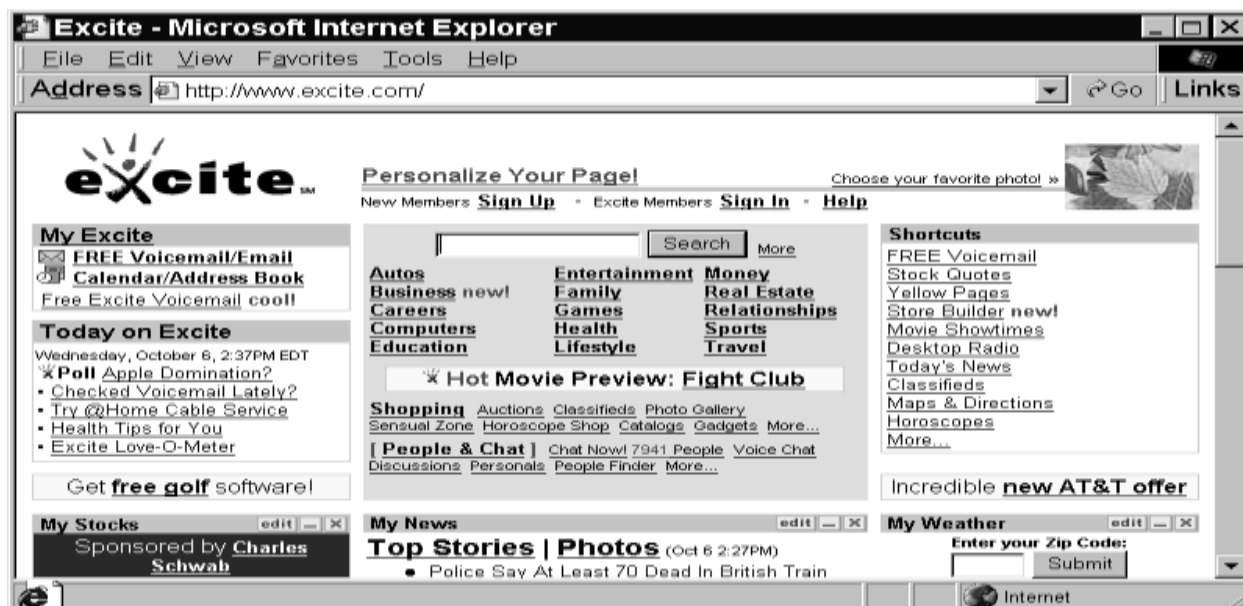 Excite - Microsoft Internet Explorer
File Edit View Favorites Tools Help
Address http://www.excite.com/ Go Links
excite SM
Personalize Your Page!
Choose your favorite photo! »
New Members Sign Up - Excite Members Sign In - Help
My Excite
FREE Voicemail/Email
Calendar/Address Book
Free Excite Voicemail cool!
Today on Excite
Wednesday, October 6, 2:37PM EDT
Poll Apple Domination?
• Checked Voicemail Lately?
• Try @Home Cable Service
• Health Tips for You
• Excite Love-O-Meter
Get free golf software!
Search More
Autos Entertainment Money
Business new! Family Real Estate
Careers Games Relationships
Computers Health Sports
Education Lifestyle Travel
Hot Movie Preview: Fight Club
Shopping Auctions Classifieds Photo Gallery
Sensual Zone Horoscope Shop Catalogs Gadgets More...
[ People & Chat ] Chat Now! 7941 People Voice Chat
Discussions Personals People Finder More...
Shortcuts
FREE Voicemail
Stock Quotes
Yellow Pages
Store Builder new!
Movie Showtimes
Desktop Radio
Today's News
Classifieds
Maps & Directions
Horoscopes
More...
Incredible new AT&T offer
My Stocks edit
Sponsored by Charles
Schwab
My News edit
Top Stories | Photos (Oct 6 2:27PM)
• Police Say At Least 70 Dead In British Train
My Weather edit
Enter your Zip Code:
Submit
Internet